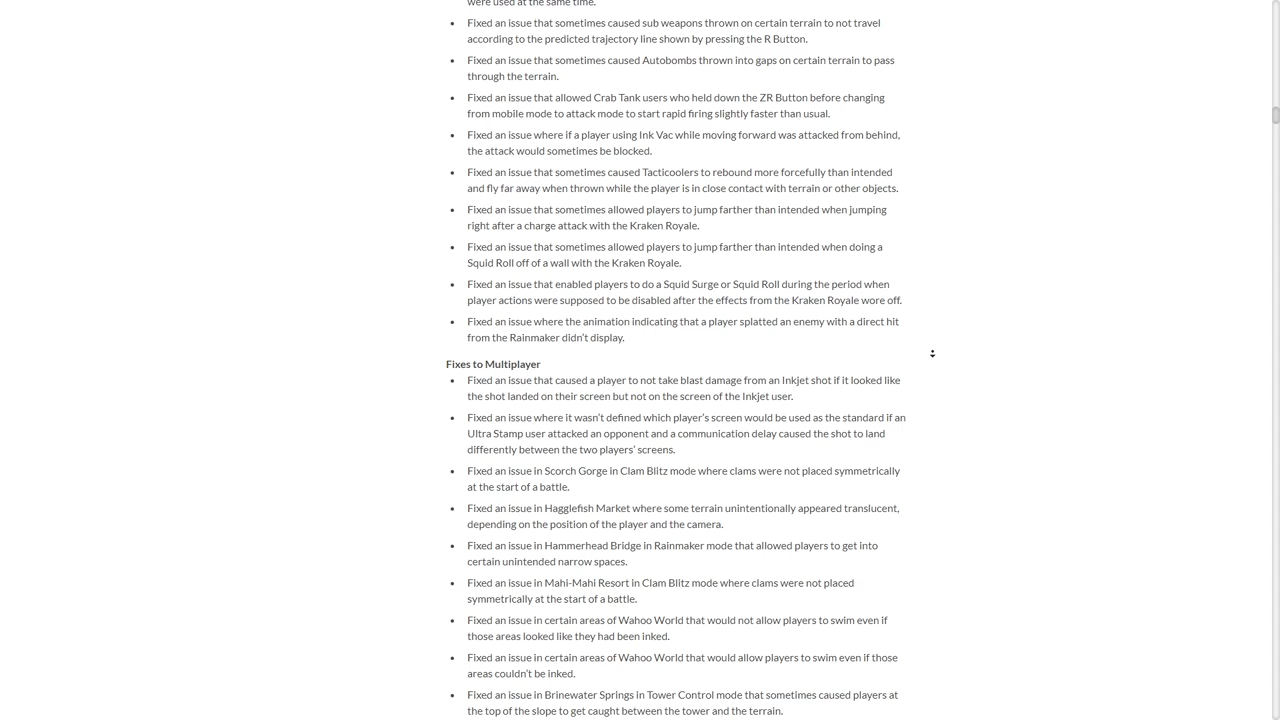 were used at the same time.
Fixed an issue that sometimes caused sub weapons thrown on certain terrain to not travel
according to the predicted trajectory line shown by pressing the R Button.
Fixed an issue that sometimes caused Autobombs thrown into gaps on certain terrain to pass
through the terrain.
Fixed an issue that allowed Crab Tank users who held down the ZR Button before changing
from mobile mode to attack mode to start rapid firing slightly faster than usual.
Fixed an issue where if a player using Ink Vac while moving forward was attacked from behind,
the attack would sometimes be blocked.
Fixed an issue that sometimes caused Tacticoolers to rebound more forcefully than intended
and fly far away when thrown while the player is in close contact with terrain or other objects.
Fixed an issue that sometimes allowed players to jump farther than intended when jumping
right after a charge attack with the Kraken Royale.
Fixed an issue that sometimes allowed players to jump farther than intended when doing a
Squid Roll off of a wall with the Kraken Royale.
Fixed an issue that enabled players to do a Squid Surge or Squid Roll during the period when
player actions were supposed to be disabled after the effects from the Kraken Royale wore off.
Fixed an issue where the animation indicating that a player splatted an enemy with a direct hit
from the Rainmaker didn’t display.
Fixes to Multiplayer
Fixed an issue that caused a player to not take blast damage from an Inkjet shot if it looked like
the shot landed on their screen but not on the screen of the Inkjet user.
Fixed an issue where it wasn’t defined which player’s screen would be used as the standard if an
Ultra Stamp user attacked an opponent and a communication delay caused the shot to land
differently between the two players’ screens.
Fixed an issue in Scorch Gorge in Clam Blitz mode where clams were not placed symmetrically
at the start of a battle.
Fixed an issue in Hagglefish Market where some terrain unintentionally appeared translucent,
depending on the position of the player and the camera.
Fixed an issue in Hammerhead Bridge in Rainmaker mode that allowed players to get into
certain unintended narrow spaces.
Fixed an issue in Mahi-Mahi Resort in Clam Blitz mode where clams were not placed
symmetrically at the start of a battle.
Fixed an issue in certain areas of Wahoo World that would not allow players to swim even if
those areas looked like they had been inked.
Fixed an issue in certain areas of Wahoo World that would allow players to swim even if those
areas couldn’t be inked.
Fixed an issue in Brinewater Springs in Tower Control mode that sometimes caused players at
the top of the slope to get caught between the tower and the terrain.